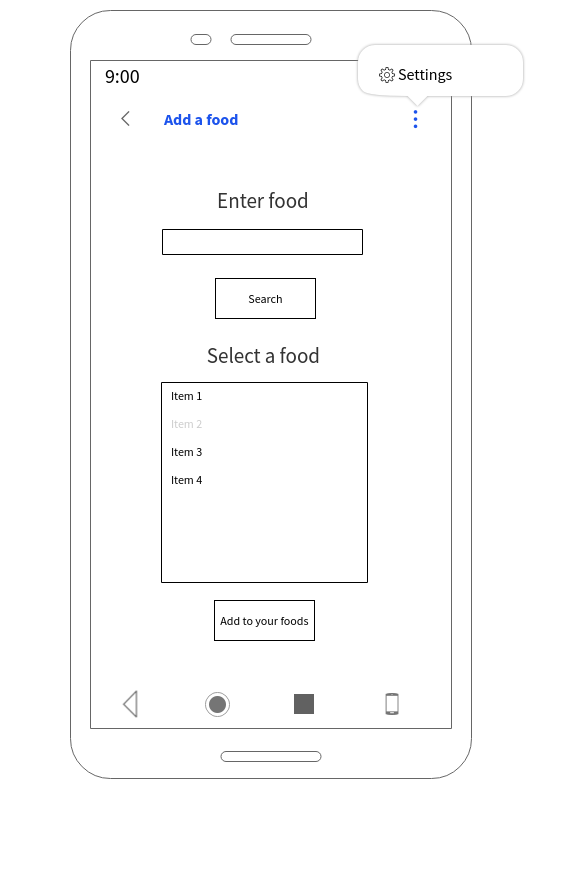 9:00
Settings
Add a food
Enter food
Search
Select a food
Item 1
Item 2
Item 3
Item 4
Add to your foods